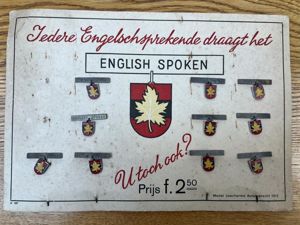 Iedere Engelschsprekende draagt het
ENGLISH SPOKEN
U toch ook?
Prijs f. 2.50